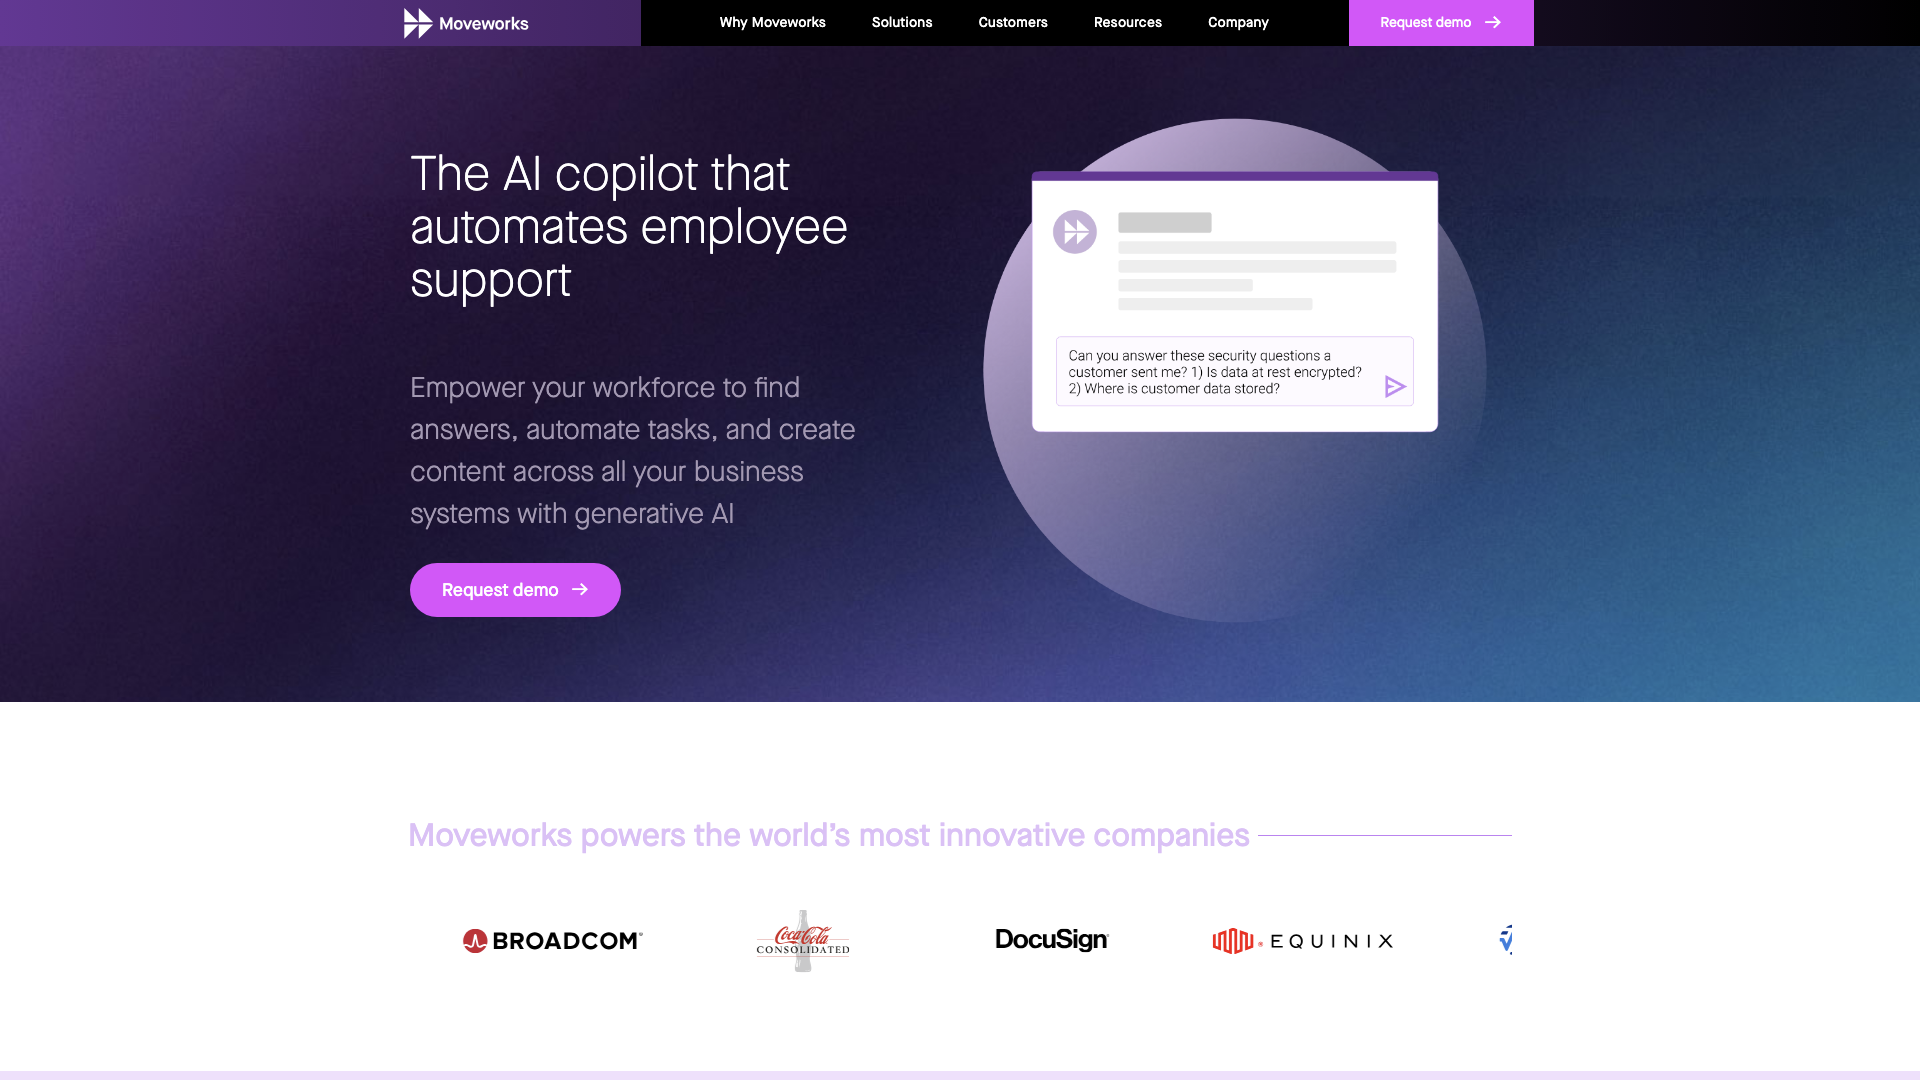 Moveworks
Why Moveworks
Solutions
Customers
Resources
Company
Request demo
The AI copilot that
automates employee
support
Empower your workforce to find
answers, automate tasks, and create
content across all your business
systems with generative AI
Request demo
Can you answer these security questions a
customer sent me? 1) Is data at rest encrypted?
2) Where is customer data stored?
Moveworks powers the world’s most innovative companies
BROADCOM®
Coca-Cola
CONSOLIDATED
DocuSign
EQUINIX